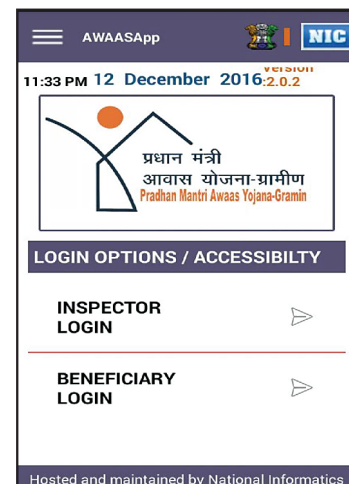 AWAASApp
NIC
11:33 PM 12 December 2016 Version :2.0.2
प्रधान मंत्री
आवास योजना-ग्रामीण
Pradhan Mantri Awaas Yojana-Gramin
LOGIN OPTIONS / ACCESSIBILTY
INSPECTOR
LOGIN
BENEFICIARY
LOGIN
Hosted and maintained by National Informatics